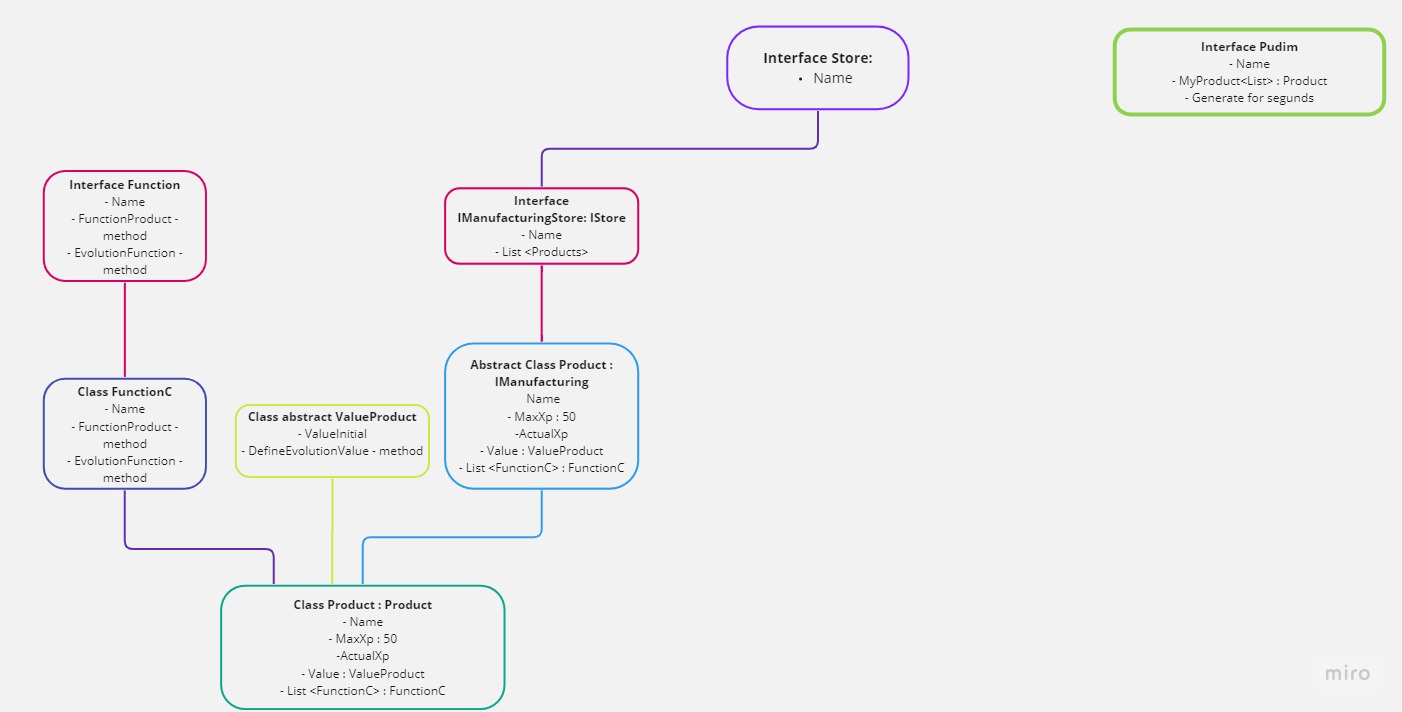 Interface Store:
• Name
Interface Pudim
- Name
- MyProduct<List> : Product
- Generate for segunds
Interface Function
- Name
- FunctionProduct -
method
- EvolutionFunction -
method
Interface
IManufacturingStore: IStore
- Name
- List <Products>
Class FunctionC
- Name
- FunctionProduct -
method
- EvolutionFunction -
method
Class abstract ValueProduct
- ValueInitial
- DefineEvolutionValue - method
Abstract Class Product :
IManufacturing
Name
- MaxXp : 50
-ActualXp
- Value : ValueProduct
- List <FunctionC> : FunctionC
Class Product : Product
- Name
- MaxXp : 50
-ActualXp
- Value : ValueProduct
- List <FunctionC> : FunctionC
miro